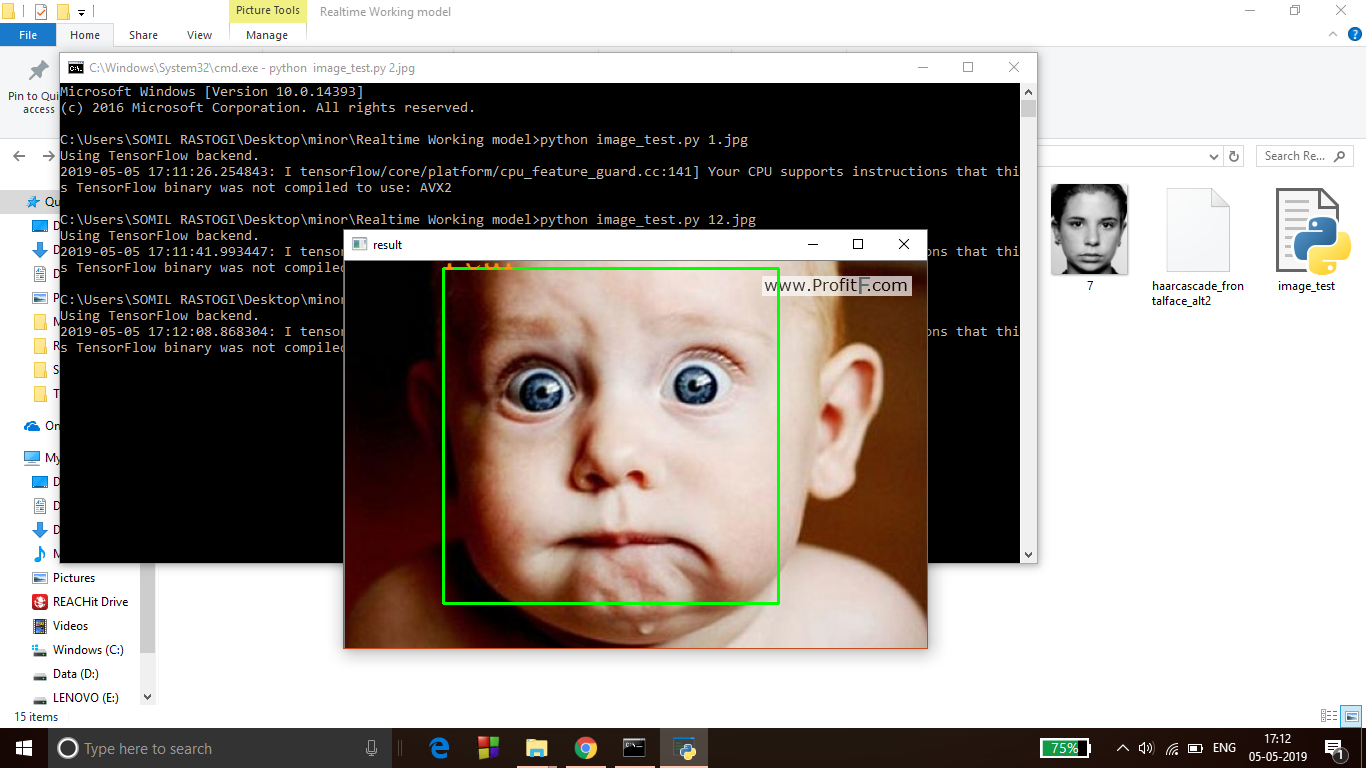 Picture Tools
Realtime Working model
File
Home
Share
View
Manage
Pin to Qui
access
C:\Windows\System32\cmd.exe - python  image_test.py 2.jpg
Microsoft Windows [Version 10.0.14393]
(c) 2016 Microsoft Corporation. All rights reserved.
C:\Users\SOMIL RASTOGI\Desktop\minor\Realtime Working model>python image_test.py 1.jpg
Using TensorFlow backend.
2019-05-05 17:11:26.254843: I tensorflow/core/platform/cpu_feature_guard.cc:141] Your CPU supports instructions that thi
s TensorFlow binary was not compiled to use: AVX2
C:\Users\SOMIL RASTOGI\Desktop\minor\Realtime Working model>python image_test.py 12.jpg
Using TensorFlow backend.
2019-05-05 17:11:41.993447: I tensor
ons that thi
s TensorFlow binary was not compiled
C:\Users\SOMIL RASTOGI\Desktop\minor
Using TensorFlow backend.
2019-05-05 17:12:08.868304: I tensor
ons that thi
s TensorFlow binary was not compiled
result
www.ProfitF.com
Search Re...
7
haarcascade_fron
talface_alt2
image_test
Qu
D
D
D
P
M
R
S
T
On
My
D
D
D
M
Pictures
REACHit Drive
Videos
Windows (C:)
Data (D:)
LENOVO (E:)
15 items
Type here to search
75%
ENG
17:12
05-05-2019
1